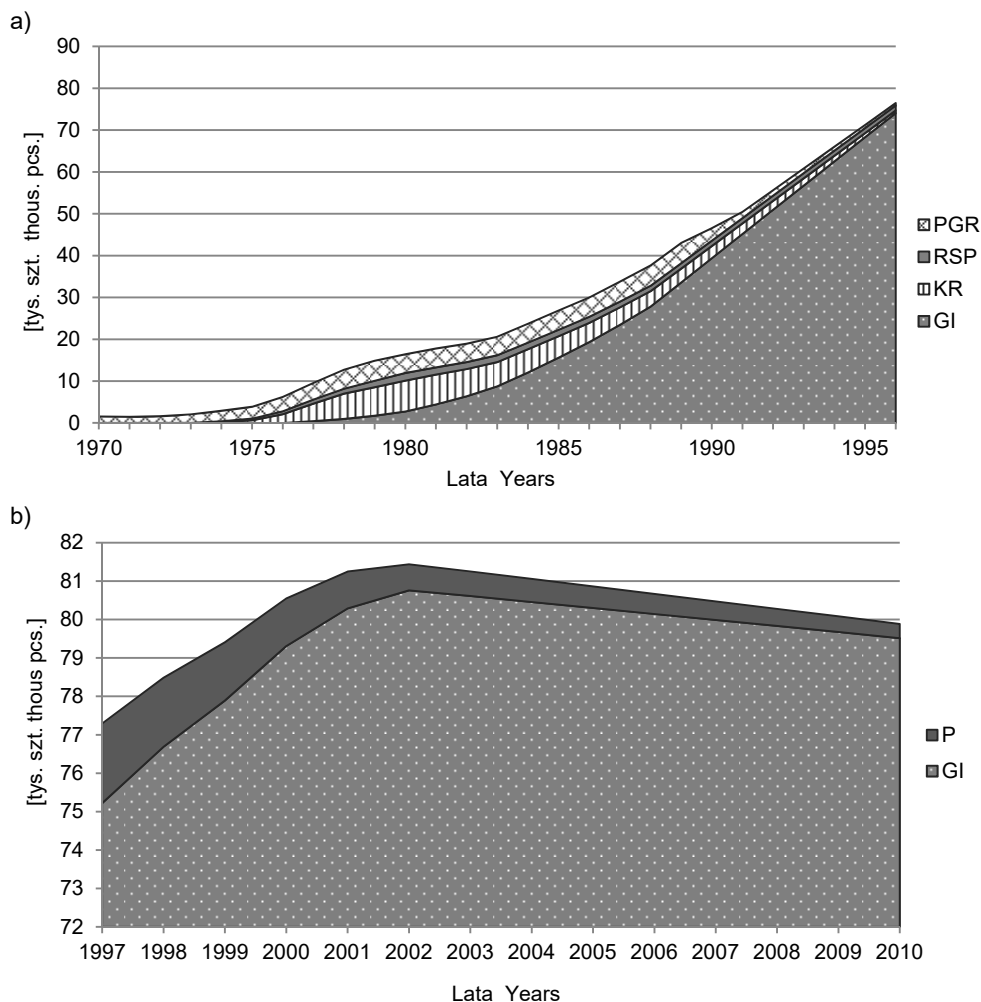 a)
[tys. szt. thous. pcs.]
90
80
70
60
50
40
30
20
10
0
1970 1975 1980 1985 1990 1995
Lata Years
PGR
RSP
KR
GI
b)
[tys. szt. thous pcs.]
82
81
80
79
78
77
76
75
74
73
72
1997 1998 1999 2000 2001 2002 2003 2004 2005 2006 2007 2008 2009 2010
Lata Years
P
GI